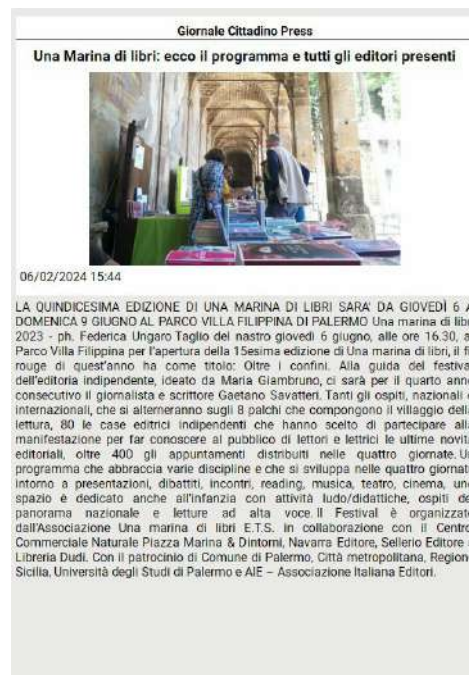 Giornale Cittadino Press
Una Marina di libri: ecco il programma e tutti gli editori presenti
06/02/2024 15:44
LA QUINDICESIMA EDIZIONE DI UNA MARINA DI LIBRI SARA' DA GIOVEDÌ 6 A
DOMENICA 9 GIUGNO AL PARCO VILLA FILIPPINA DI PALERMO Una marina di libri
2023 - ph. Federica Ungaro Taglio del nastro giovedì 6 giugno, alle ore 16.30, al
Parco Villa Filippina per l'apertura della 15esima edizione di Una marina di libri, il fil
rouge di quest'anno ha come titolo: Oltre i confini. Alla guida del festival
dell'editoria indipendente, ideato da Maria Giambruno, ci sarà per il quarto anno
consecutivo il giornalista e scrittore Gaetano Savatteri. Tanti gli ospiti, nazionali e
internazionali, che si alterneranno sugli 8 palchi che compongono il villaggio della
lettura, 80 le case editrici indipendenti che hanno scelto di partecipare alla
manifestazione per far conoscere al pubblico di lettori e lettrici le ultime novità
editoriali, oltre 400 gli appuntamenti distribuiti nelle quattro giornate. Un
programma che abbraccia varie discipline e che si sviluppa nelle quattro giornate
intorno a presentazioni, dibattiti, incontri, reading, musica, teatro, cinema, uno
spazio è dedicato anche all'infanzia con attività ludo/didattiche, ospiti del
panorama nazionale e letture ad alta voce. Il Festival è organizzato
dall'Associazione Una marina di libri E.T.S. in collaborazione con il Centro
Commerciale Naturale Piazza Marina & Dintorni, Navarra Editore, Sellerio Editore e
Libreria Dudi. Con il patrocinio di Comune di Palermo, Città metropolitana, Regione
Sicilia, Università degli Studi di Palermo e AIE – Associazione Italiana Editori.